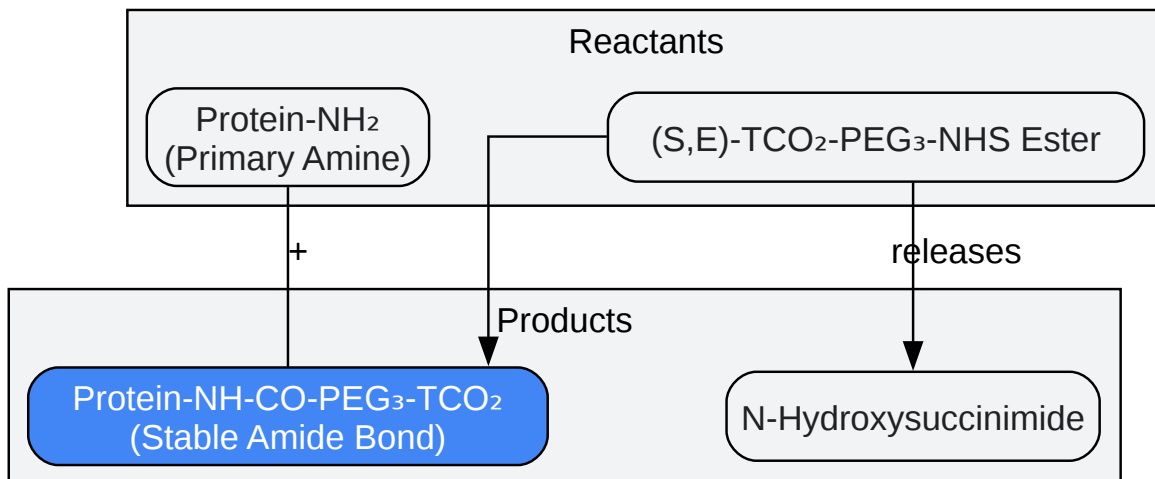 Reactants
Protein-NH₂
(Primary Amine)
(S,E)-TCO₂-PEG₃-NHS Ester
+
releases
Products
Protein-NH-CO-PEG₃-TCO₂
(Stable Amide Bond)
N-Hydroxysuccinimide